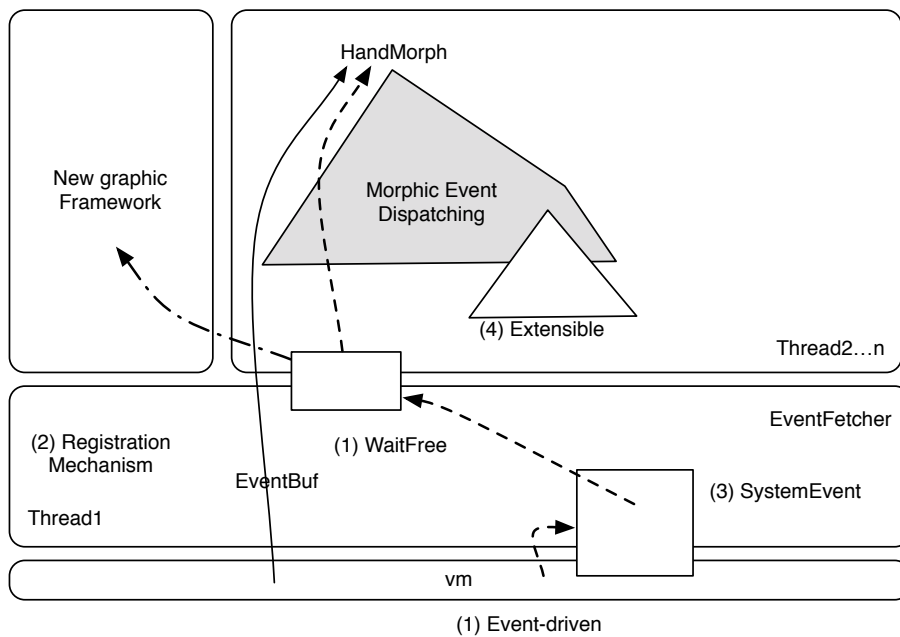 HandMorph
New graphic
Framework
Morphic Event
Dispatching
(4) Extensible
Thread2…n
EventFetcher
(2) Registration
Mechanism
(1) WaitFree
EventBuf
(3) SystemEvent
Thread1
vm
(1) Event-driven